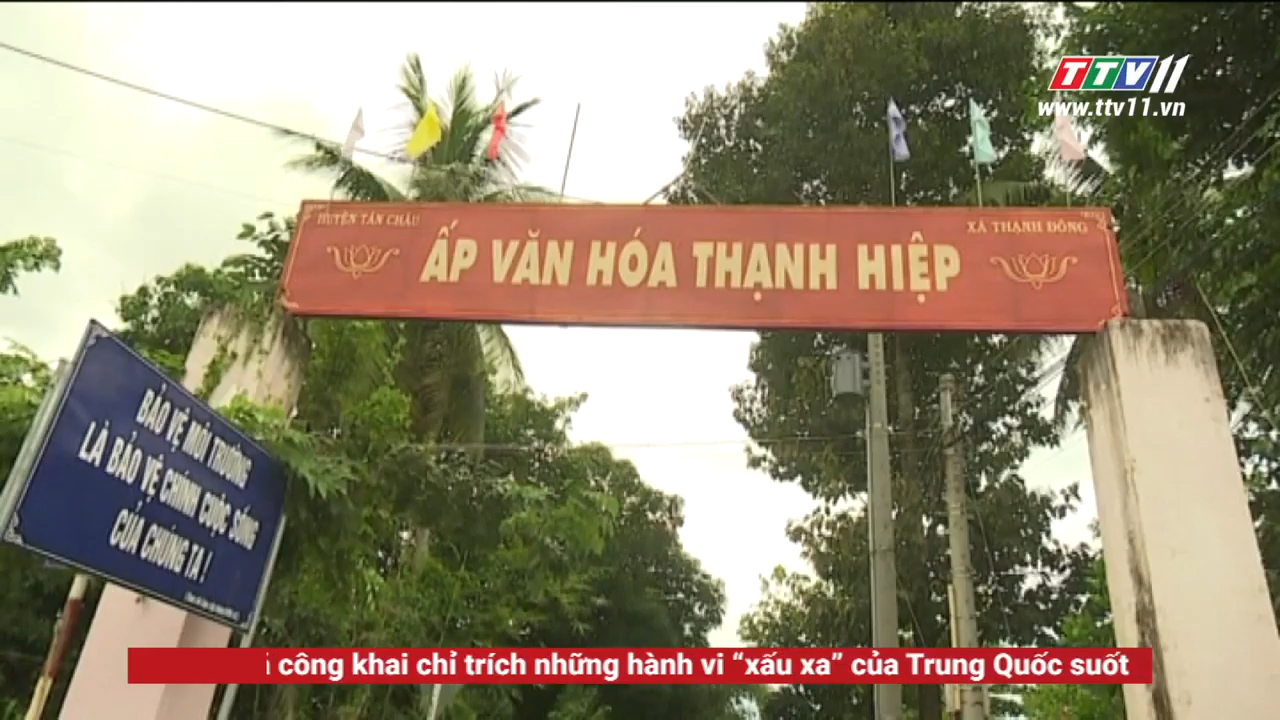 TTV11
www.ttv11.vn
HUYỆN TÂN CHÂU
XÃ THẠNH ĐÔNG
ẤP VĂN HÓA THẠNH HIỆP
BẢO VỆ MÔI TRƯỜNG
LÀ BẢO VỆ CHÍNH CUỘC SỐNG
CỦA CHÚNG TA !
công khai chỉ trích những hành vi “xấu xa” của Trung Quốc suốt